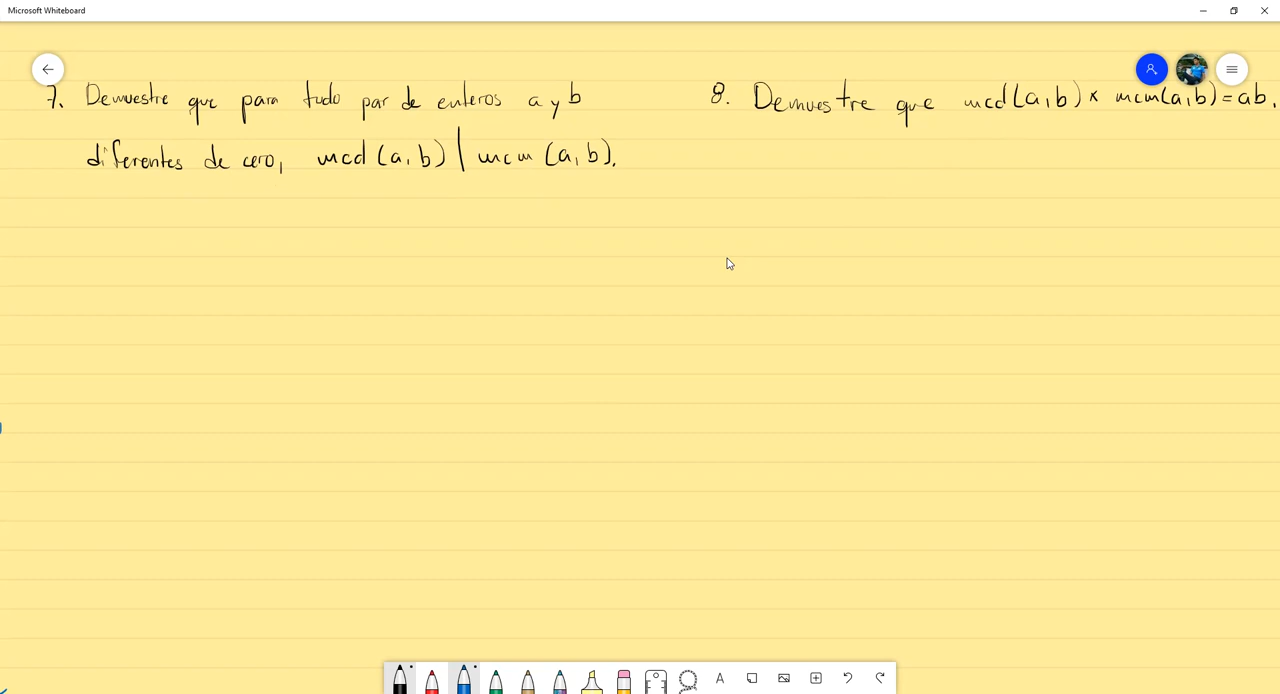 Microsoft Whiteboard
7. Demuestre que para todo par de enteros a y b
diferentes de cero, mcd (a, b) | mcm (a, b).
8. Demuestre que mcd(a,b) × mcm(a,b) = ab.
A